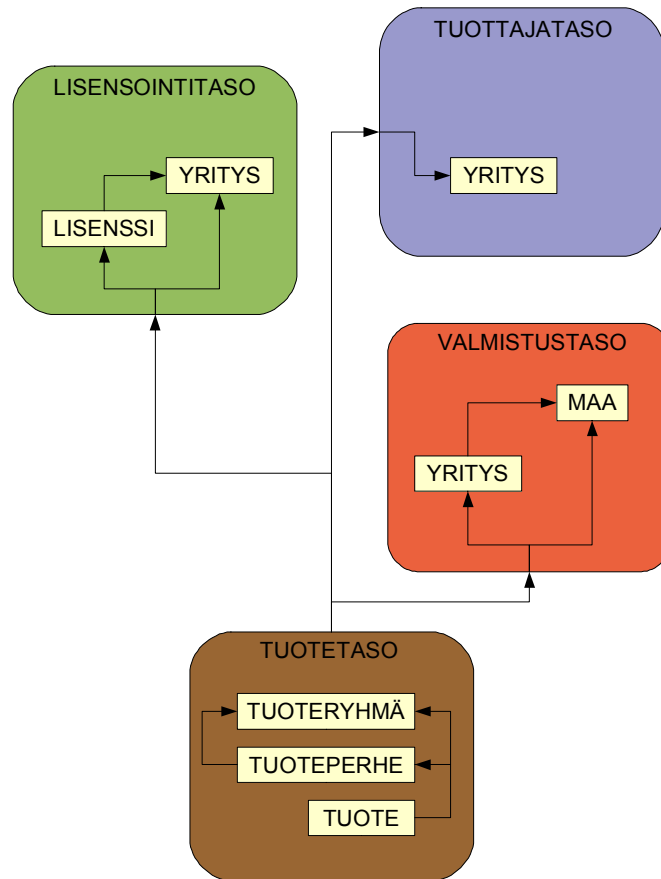 TUOTTAJATASO
YRITYS
LISENSOINTITASO
YRITYS
LISENSSI
VALMISTUSTASO
MAA
YRITYS
TUOTETASO
TUOTERYHMÄ
TUOTEPERHE
TUOTE